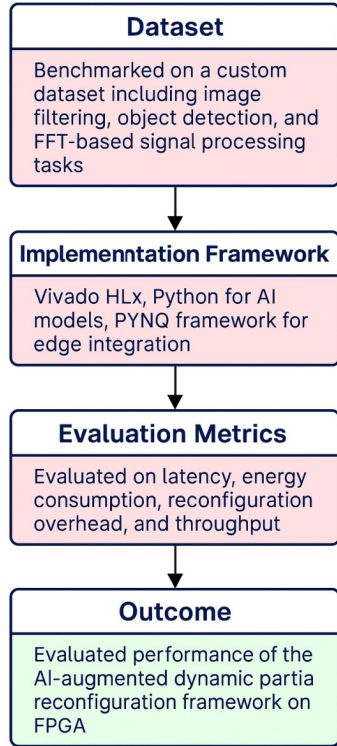 Dataset
Benchmarked on a custom
dataset including image
filtering, object detection, and
FFT-based signal processing
tasks
Implemenntation Framework
Vivado HLx, Python for AI
models, PYNQ framework for
edge integration
Evaluation Metrics
Evaluated on latency, energy
consumption, reconfiguration
overhead, and throughput
Outcome
Evaluated performance of the
AI-augmented dynamic partia
reconfiguration framework on
FPGA